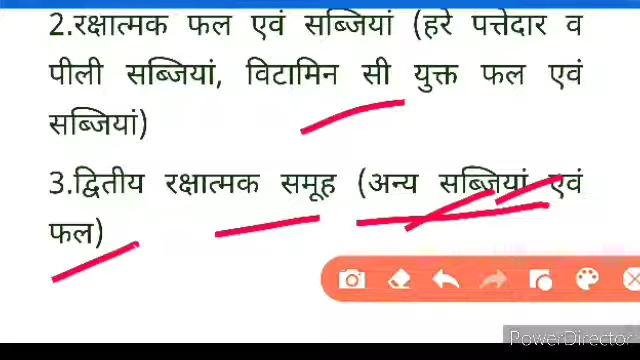 2.रक्षात्मक फल एवं सब्जियां (हरे पत्तेदार व
पीली सब्जियां, विटामिन सी युक्त फल एवं
सब्जियां)
3.द्वितीय रक्षात्मक समूह (अन्य सब्जियां एवं
फल)
PowerDirector